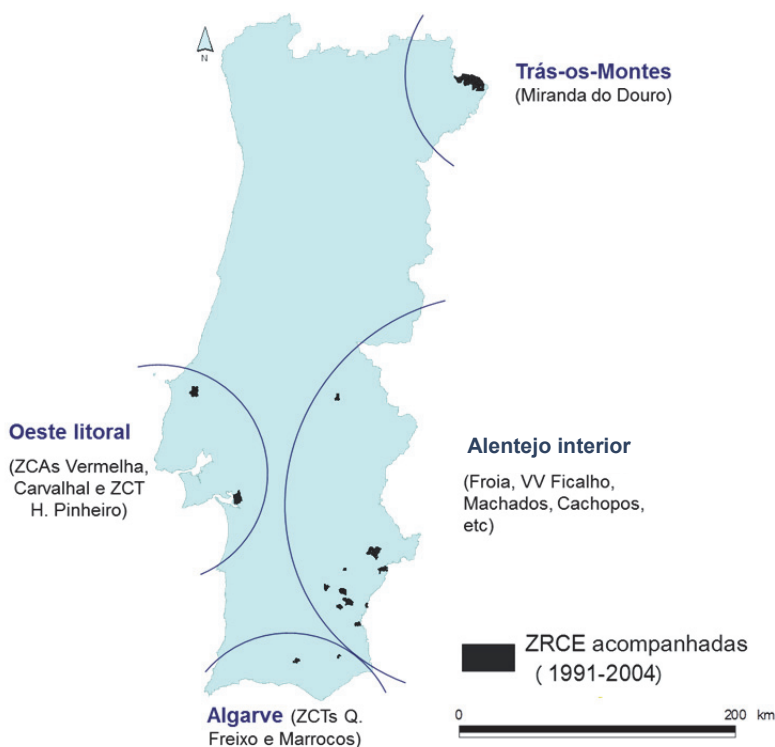 N
Trás-os-Montes
(Miranda do Douro)
Oeste litoral
(ZCAs Vermelha,
Carvalhal e ZCT
H. Pinheiro)
Alentejo interior
(Froia, VV Ficalho,
Machados, Cachopos,
etc)
ZRCE acompanhadas
( 1991-2004)
Algarve (ZCTs Q.
Freixo e Marrocos)
0 200 km